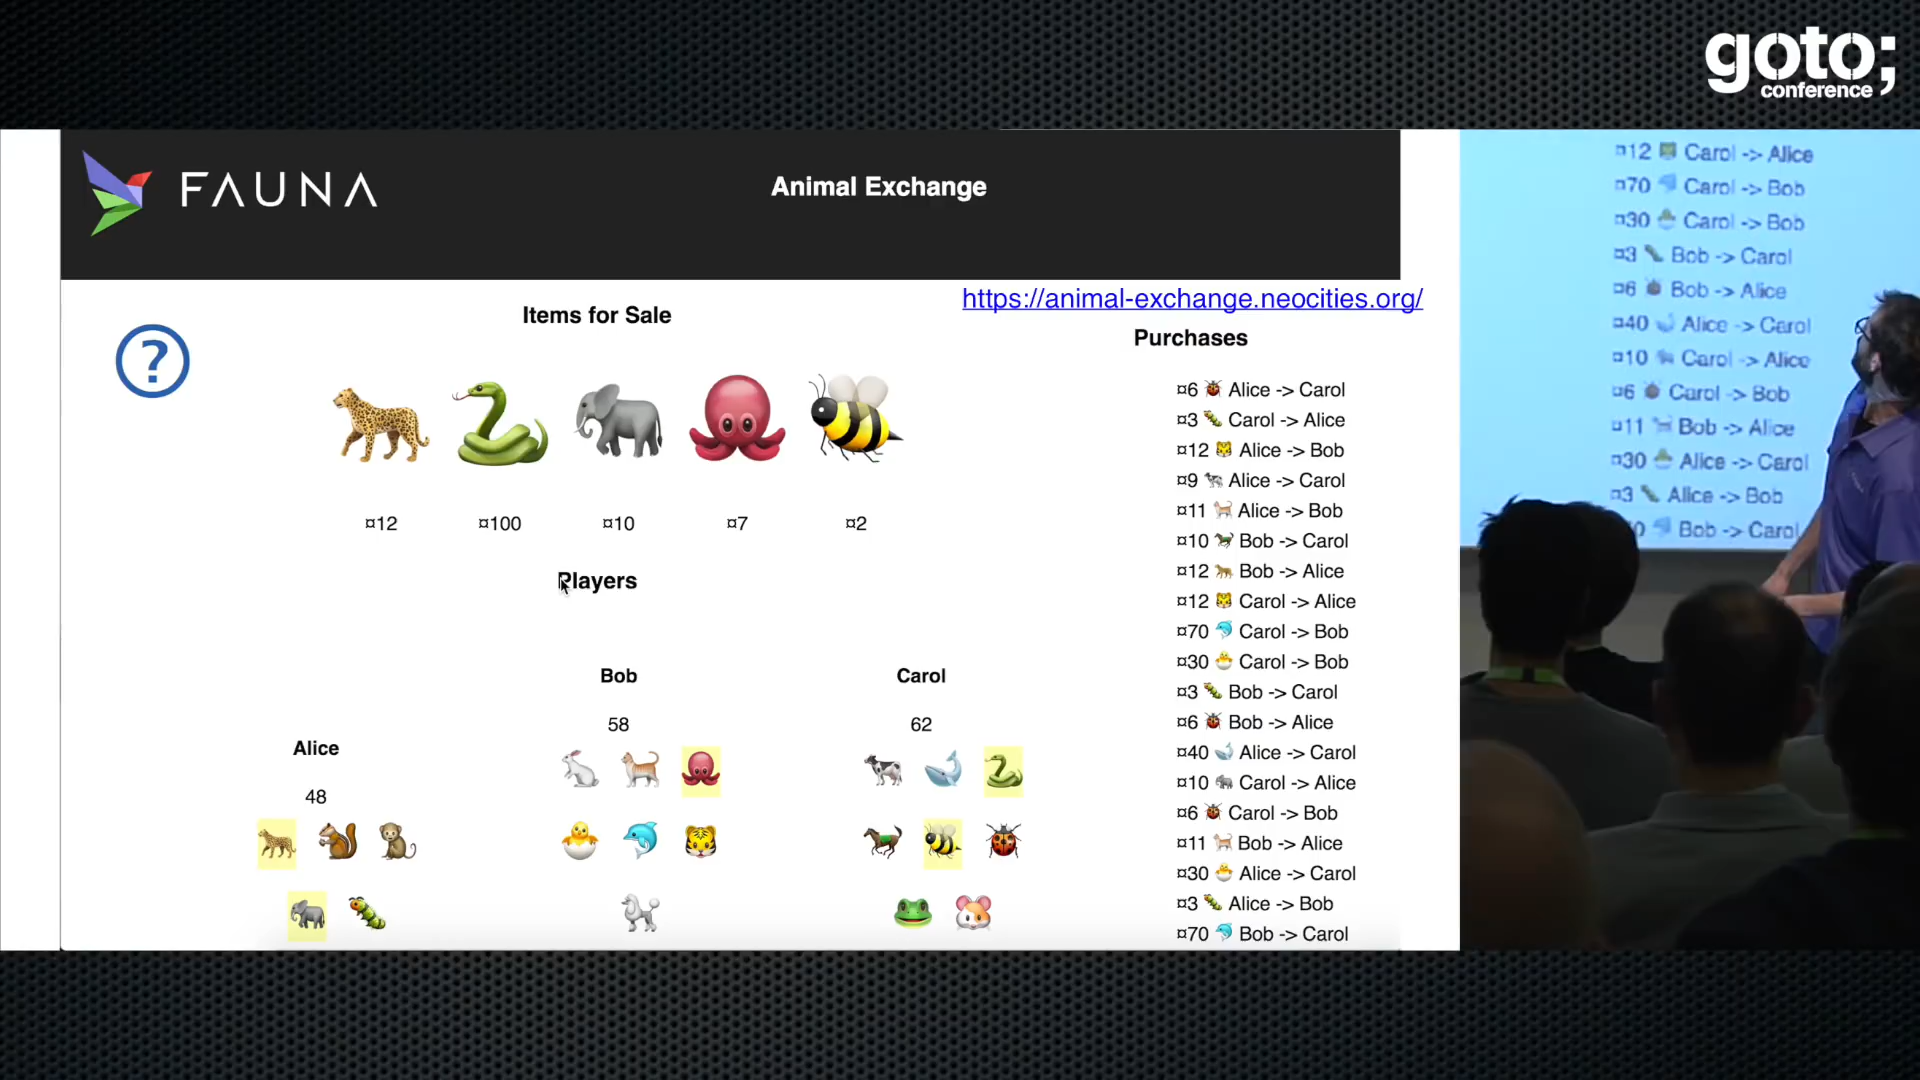 goto;
conference
FAUNA
Animal Exchange
https://animal-exchange.neocities.org/
Items for Sale
¤12
¤100
¤10
¤7
¤2
Players
Alice
48
Bob
58
Carol
62
Purchases
¤6 Alice -> Carol
¤3 Carol -> Alice
¤12 Alice -> Bob
¤9 Alice -> Carol
¤11 Alice -> Bob
¤10 Bob -> Carol
¤12 Bob -> Alice
¤12 Carol -> Alice
¤70 Carol -> Bob
¤30 Carol -> Bob
¤3 Bob -> Carol
¤6 Bob -> Alice
¤40 Alice -> Carol
¤10 Carol -> Alice
¤6 Carol -> Bob
¤11 Bob -> Alice
¤30 Alice -> Carol
¤3 Alice -> Bob
¤70 Bob -> Carol
¤12 Carol -> Alice
¤70 Carol -> Bob
¤30 Carol -> Bob
¤3 Bob -> Carol
¤6 Bob -> Alice
¤40 Alice -> Carol
¤10 Carol -> Alice
¤6 Carol -> Bob
¤11 Bob -> Alice
¤30 Alice -> Carol
¤3 Alice -> Bob
Bob -> Carol